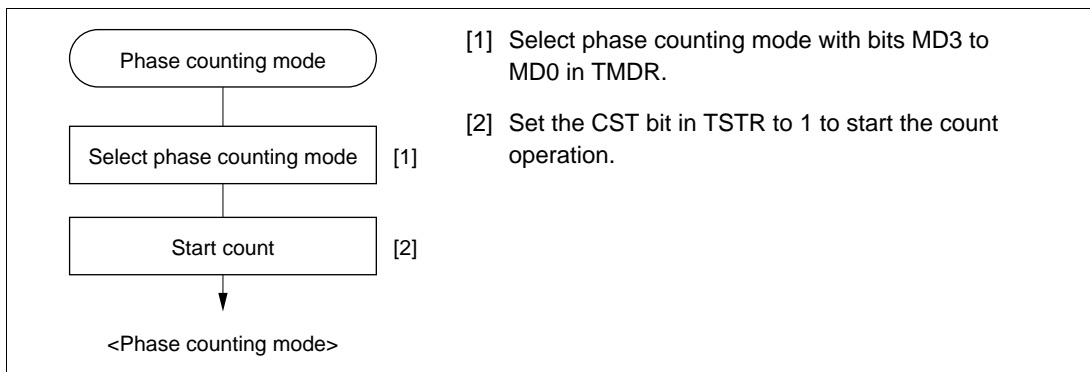 Phase counting mode
Select phase counting mode [1]
Start count [2]
<Phase counting mode>
[1] Select phase counting mode with bits MD3 to
MD0 in TMDR.
[2] Set the CST bit in TSTR to 1 to start the count
operation.